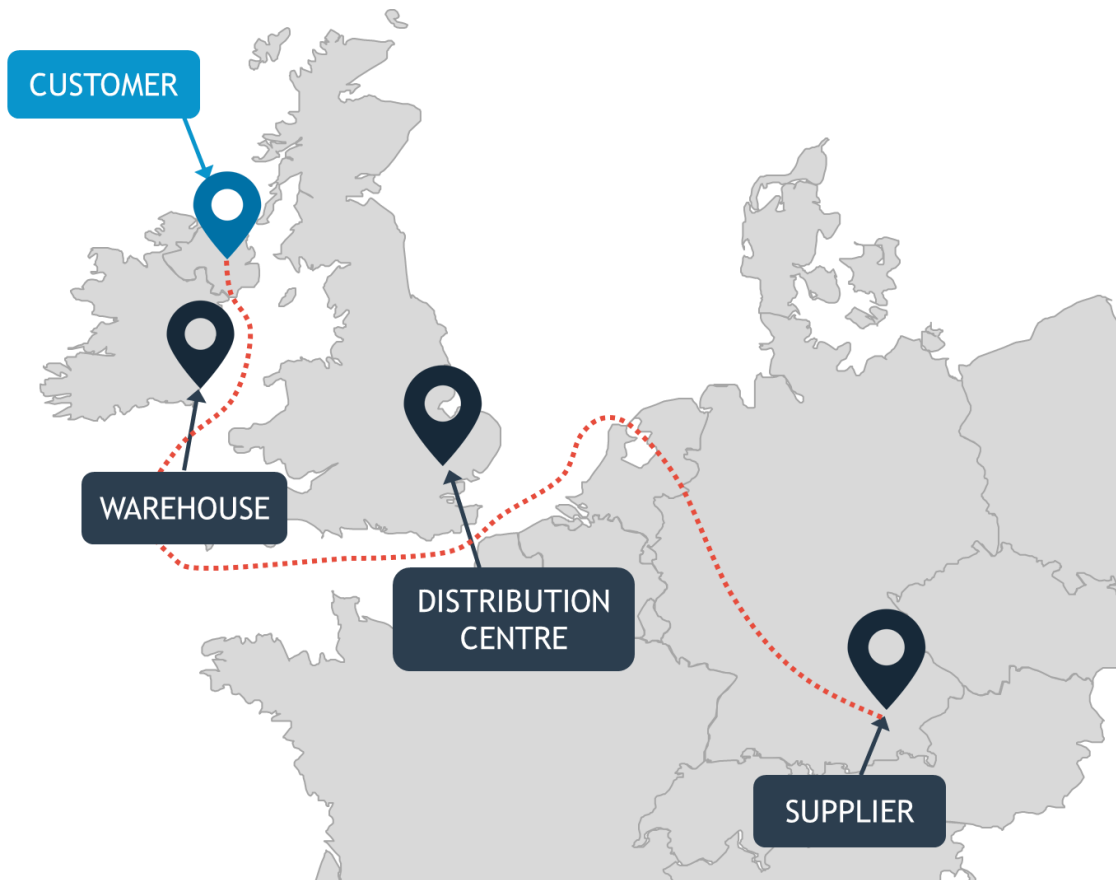 CUSTOMER
WAREHOUSE
DISTRIBUTION
CENTRE
SUPPLIER